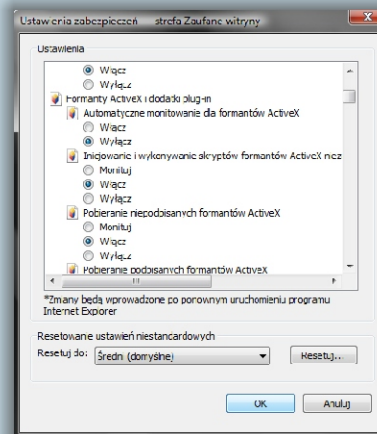 Ustawienia zabezpieczeń strefa Zaufane witryny
Ustawienia
Włącz
Wyłącz
Formanty ActiveX i dodatki plug-in
Automatyczne monitowanie dla formantów ActiveX
Włącz
Wyłącz
Inicjowanie i wykonywanie skryptów formantów ActiveX niez
Monituj
Włącz
Wyłącz
Pobieranie niepodpisanych formantów ActiveX
Monituj
Włącz
Wyłącz
Pobieranie podpisanych formantów ActiveX
*Zmiany będą wprowadzone po ponownym uruchomieniu programu
Internet Explorer
Resetowanie ustawień niestandardowych
Resetuj do: Średni (domyślne) Resetuj...
OK Anuluj